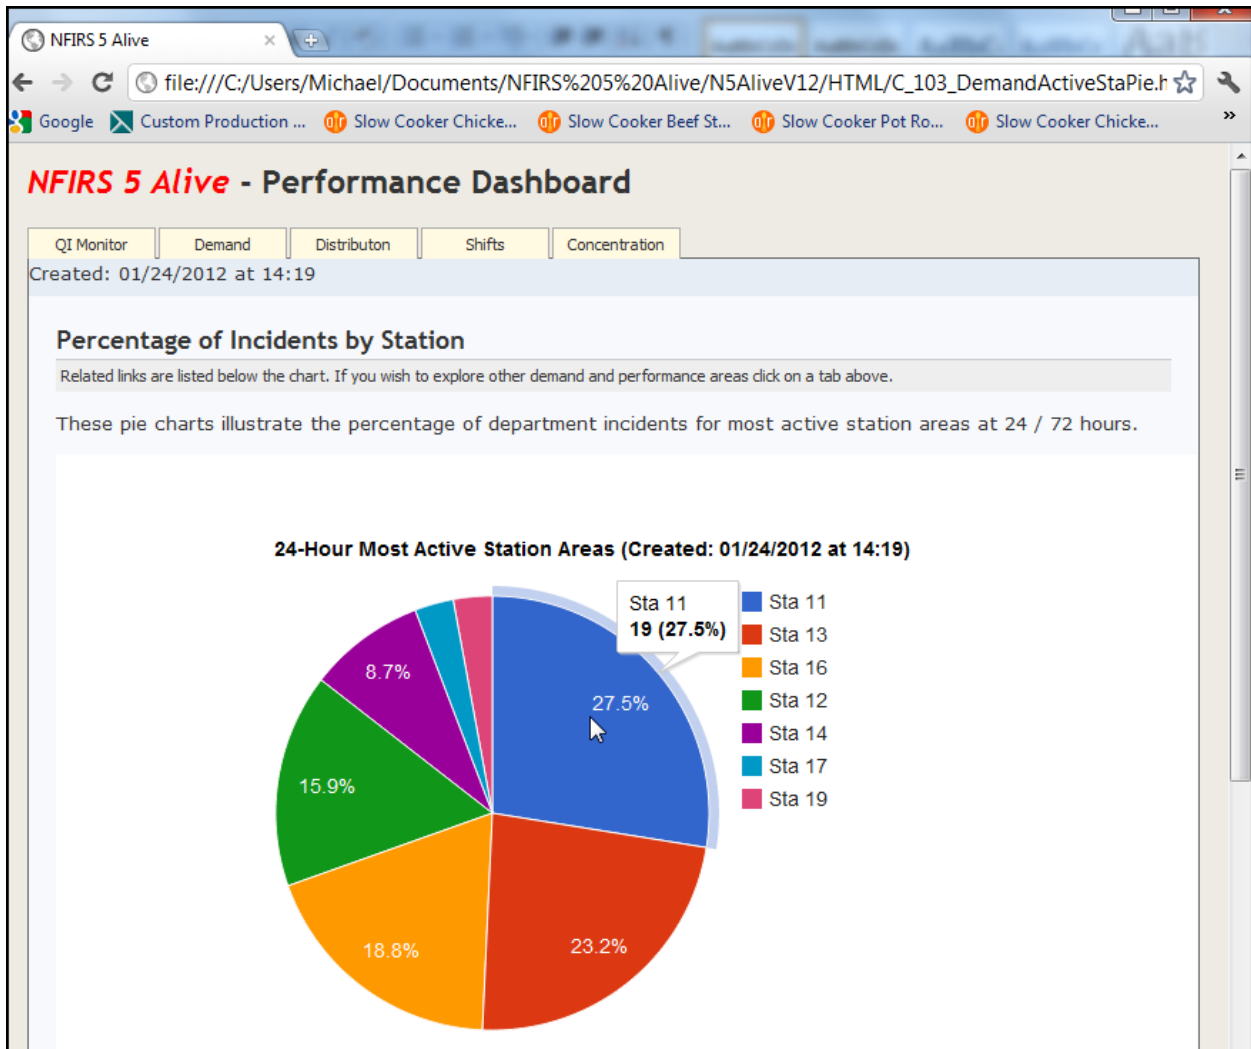 NFIRS 5 Alive
file:///C:/Users/Michael/Documents/NFIRS%205%20Alive/N5AliveV12/HTML/C_103_DemandActiveStaPie.h
Google Custom Production ... Slow Cooker Chicke... Slow Cooker Beef St... Slow Cooker Pot Ro... Slow Cooker Chicke... »
NFIRS 5 Alive - Performance Dashboard
QI Monitor Demand Distributon Shifts Concentration
Created: 01/24/2012 at 14:19
Percentage of Incidents by Station
Related links are listed below the chart. If you wish to explore other demand and performance areas click on a tab above.
These pie charts illustrate the percentage of department incidents for most active station areas at 24 / 72 hours.
24-Hour Most Active Station Areas (Created: 01/24/2012 at 14:19)
Sta 11
19 (27.5%)
27.5%
23.2%
18.8%
15.9%
8.7%
Sta 11
Sta 13
Sta 16
Sta 12
Sta 14
Sta 17
Sta 19